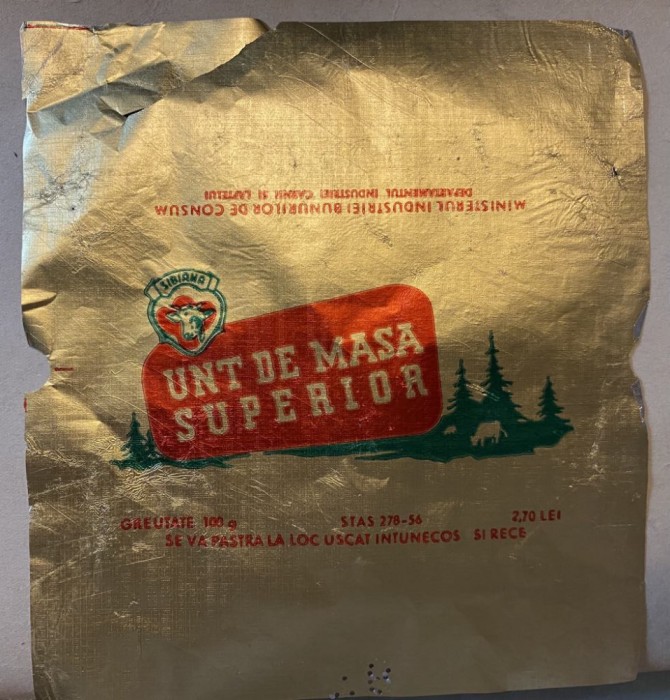 MINISTERUL INDUSTRIEI BUNURILOR DE CONSUM
DEPARTAMENTUL INDUSTRIEI CARNII SI LAPTELUI
SIBIANA
UNT DE MASA
SUPERIOR
GREUTATE 100 g STAS 278-56 2,70 LEI
SE VA PASTRA LA LOC USCAT INTUNECOS SI RECE